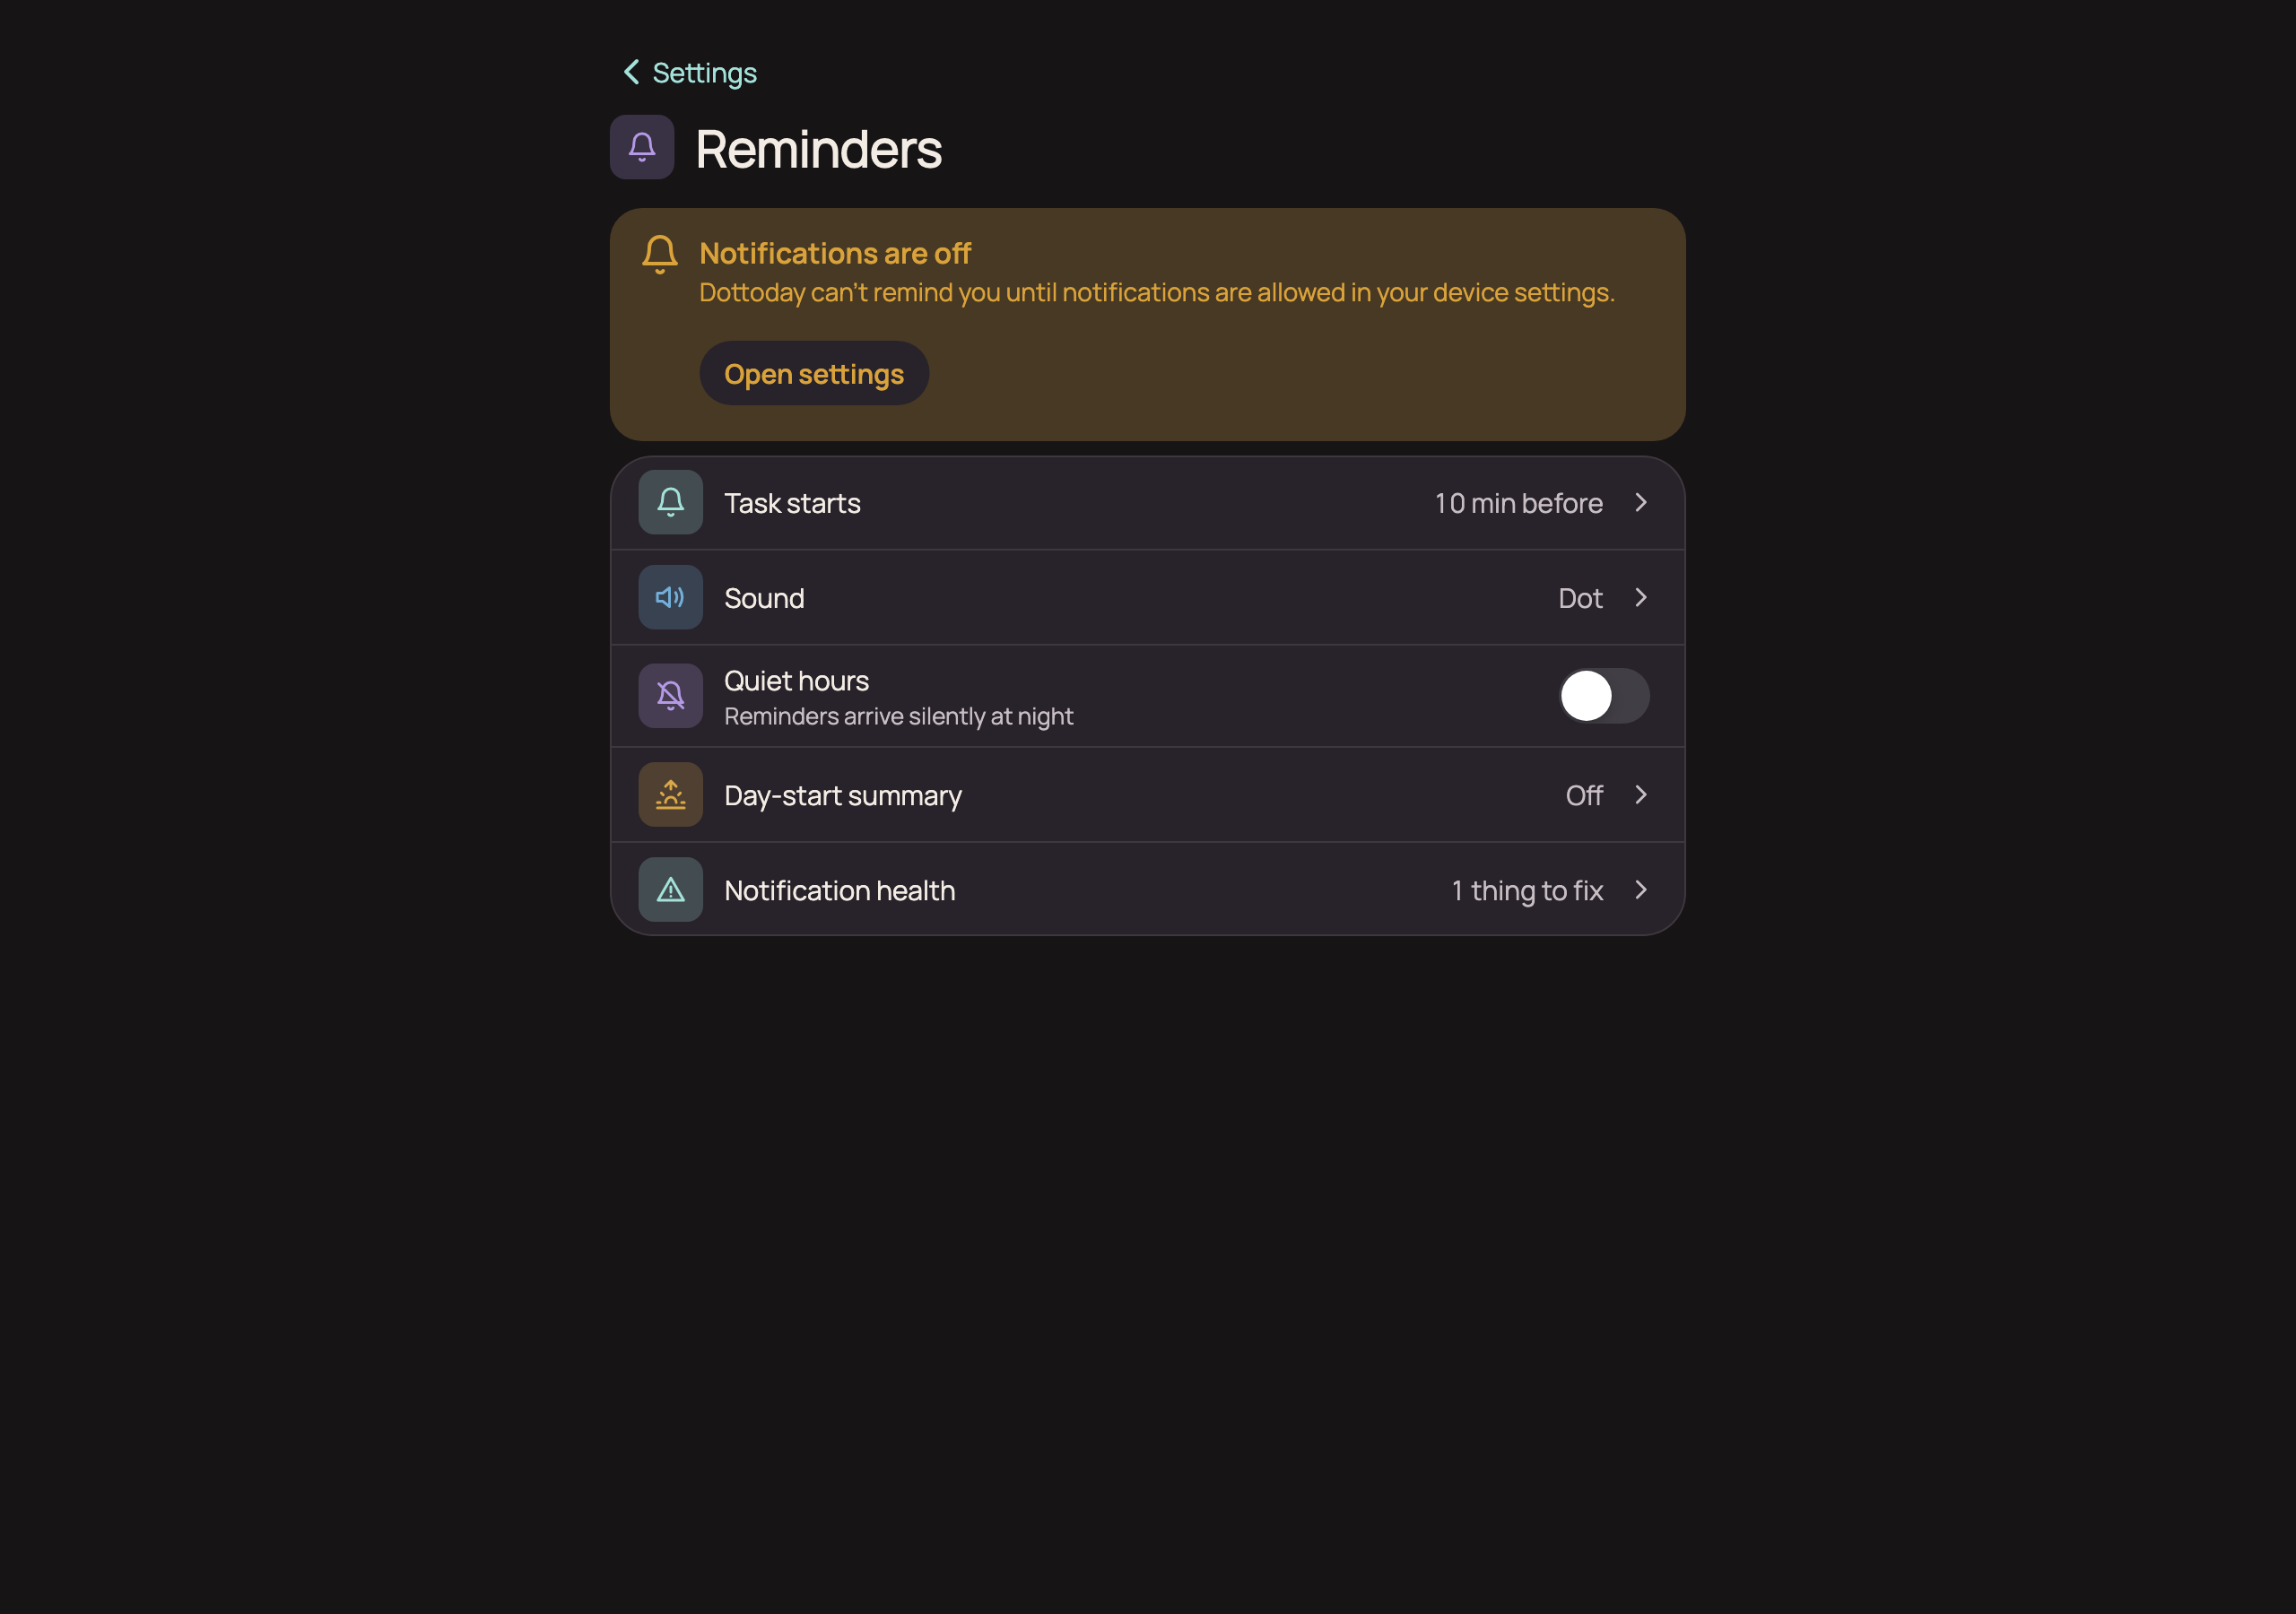 Settings
Reminders
Notifications are off
Dottoday can't remind you until notifications are allowed in your device settings.
Open settings
Task starts
10 min before
Sound
Dot
Quiet hours
Reminders arrive silently at night
Day-start summary
Off
Notification health
1 thing to fix